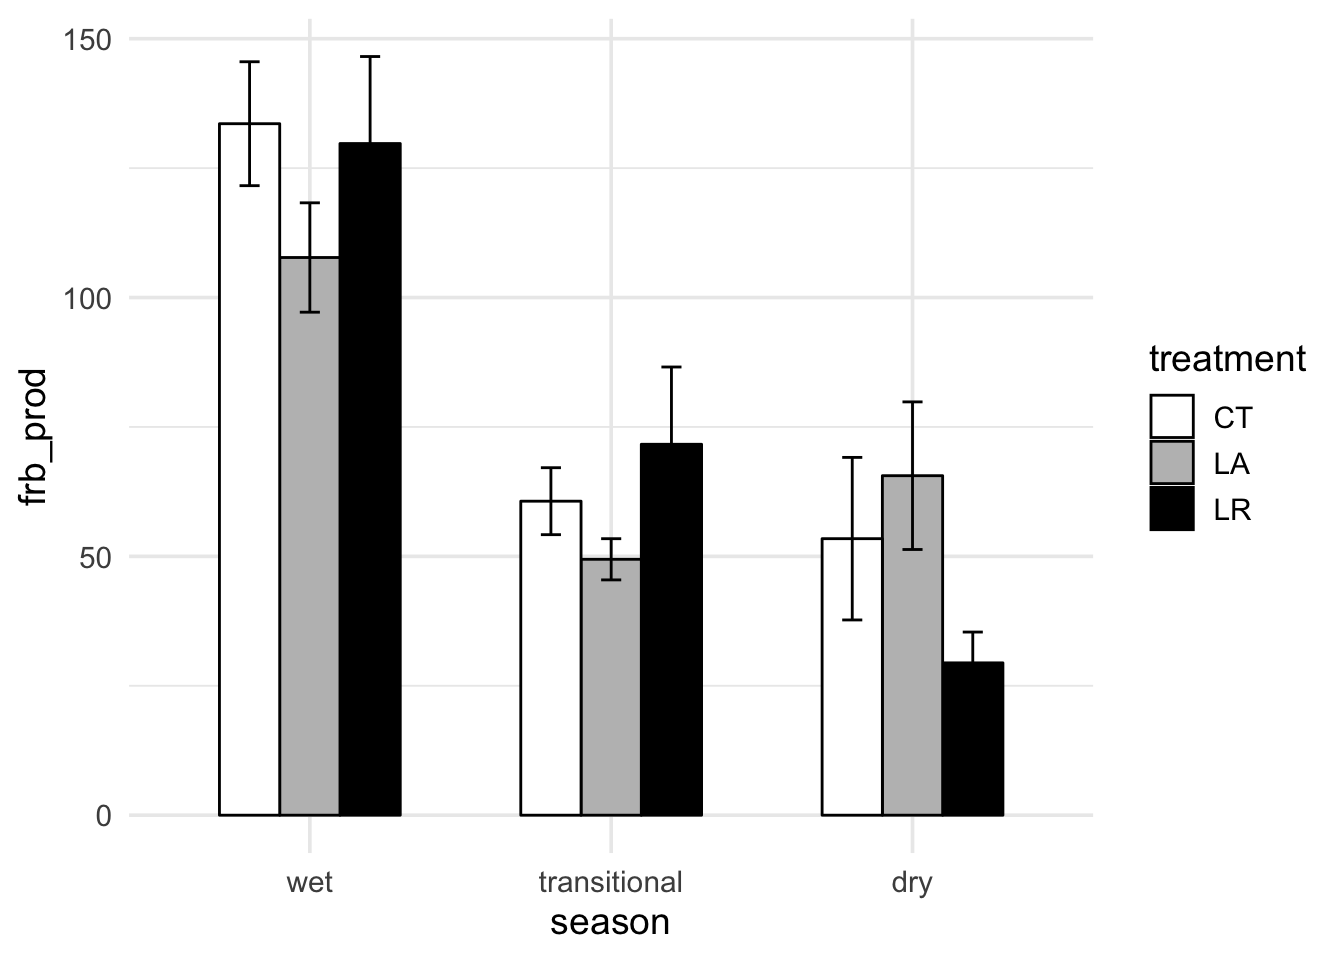 150
100
50
0
frb_prod
wet transitional dry
season
treatment
CT
LA
LR